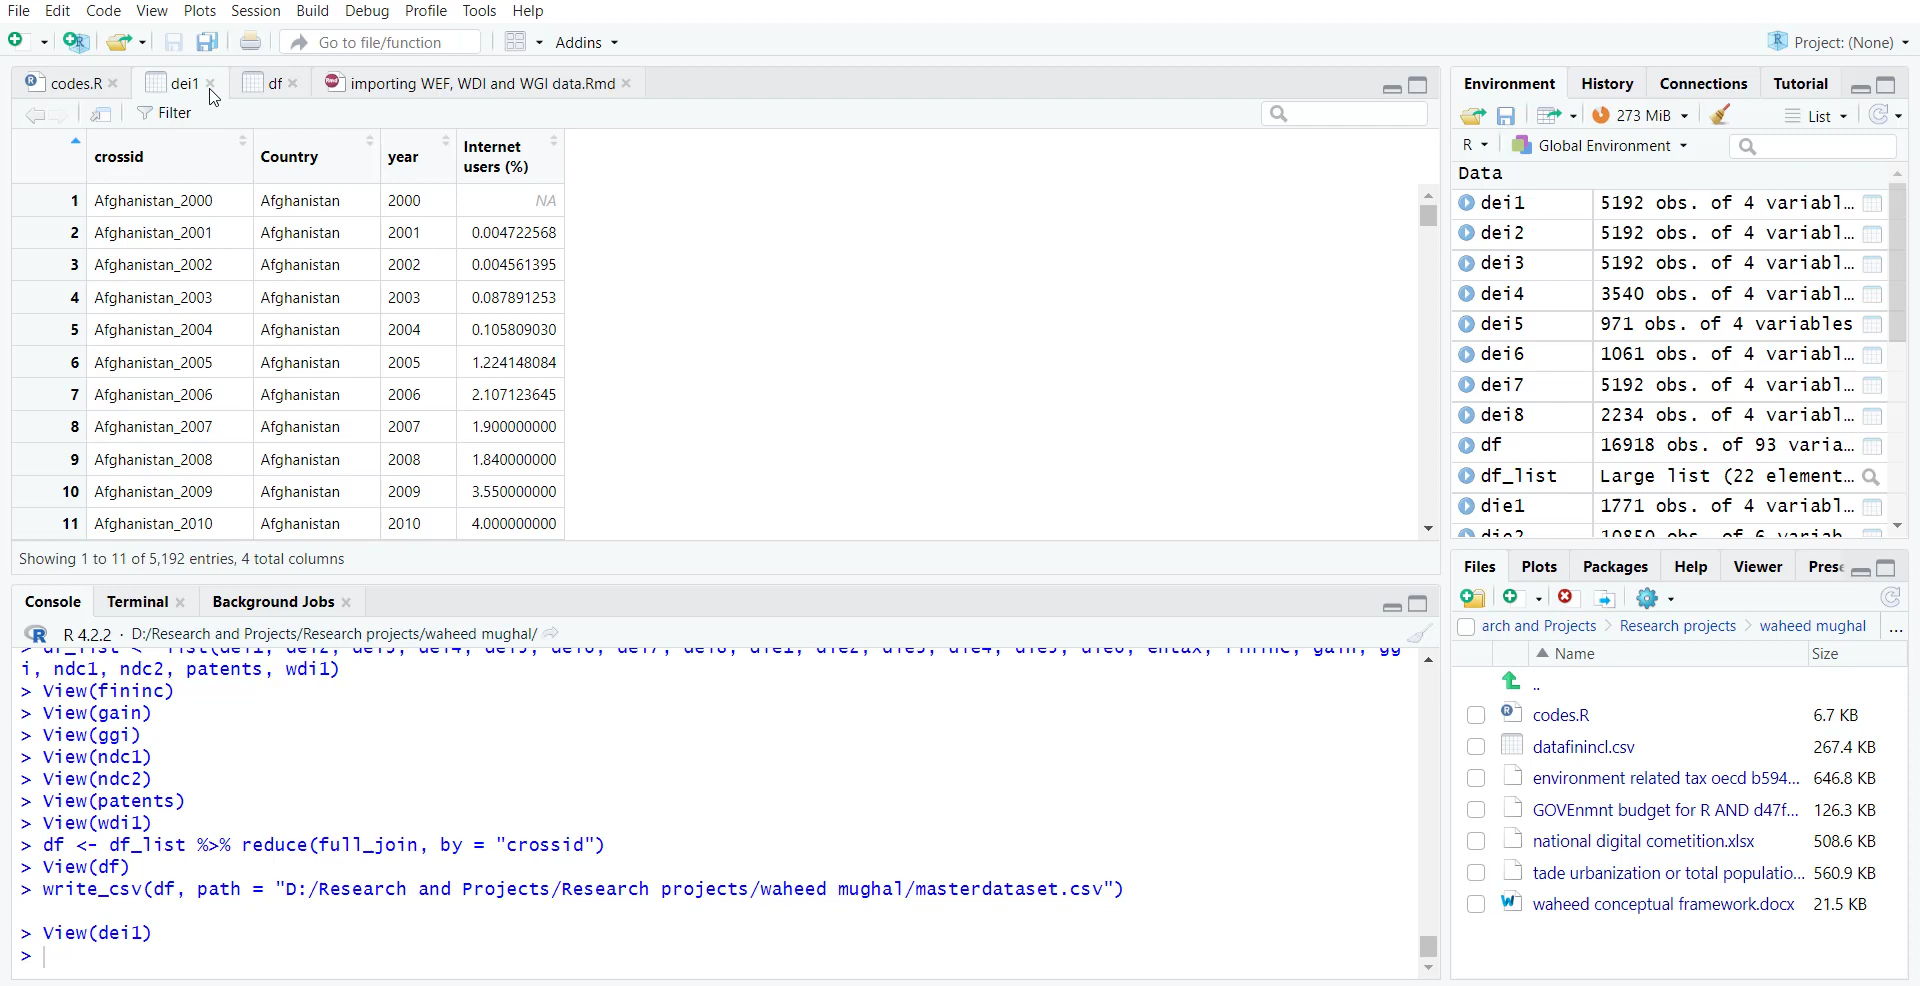 File Edit Code View Plots Session Build Debug Profile Tools Help
Go to file/function Addins Project: (None)
codes.R dei1 df importing WEF, WDI and WGI data.Rmd
Filter
crossid Country year Internet users (%)
1 Afghanistan_2000 Afghanistan 2000 NA
2 Afghanistan_2001 Afghanistan 2001 0.004722568
3 Afghanistan_2002 Afghanistan 2002 0.004561395
4 Afghanistan_2003 Afghanistan 2003 0.087891253
5 Afghanistan_2004 Afghanistan 2004 0.105809030
6 Afghanistan_2005 Afghanistan 2005 1.224148084
7 Afghanistan_2006 Afghanistan 2006 2.107123645
8 Afghanistan_2007 Afghanistan 2007 1.900000000
9 Afghanistan_2008 Afghanistan 2008 1.840000000
10 Afghanistan_2009 Afghanistan 2009 3.550000000
11 Afghanistan_2010 Afghanistan 2010 4.000000000
Showing 1 to 11 of 5,192 entries, 4 total columns
Console Terminal Background Jobs
R 4.2.2 · D:/Research and Projects/Research projects/waheed mughal/
i, ndc1, ndc2, patents, wdi1)
> View(fininc)
> View(gain)
> View(ggi)
> View(ndc1)
> View(ndc2)
> View(patents)
> View(wdi1)
> df <- df_list %>% reduce(full_join, by = "crossid")
> View(df)
> write_csv(df, path = "D:/Research and Projects/Research projects/waheed mughal/masterdataset.csv")
> View(dei1)
>
Environment History Connections Tutorial
273 MiB List
R Global Environment
Data
dei1 5192 obs. of 4 variabl…
dei2 5192 obs. of 4 variabl…
dei3 5192 obs. of 4 variabl…
dei4 3540 obs. of 4 variabl…
dei5 971 obs. of 4 variables
dei6 1061 obs. of 4 variabl…
dei7 5192 obs. of 4 variabl…
dei8 2234 obs. of 4 variabl…
df 16918 obs. of 93 varia…
df_list Large list (22 element…
die1 1771 obs. of 4 variabl…
Files Plots Packages Help Viewer Prese
arch and Projects Research projects waheed mughal ...
Name Size
..
codes.R 6.7 KB
datafinincl.csv 267.4 KB
environment related tax oecd b594... 646.8 KB
GOVEnmnt budget for R AND d47f... 126.3 KB
national digital cometition.xlsx 508.6 KB
tade urbanization or total populatio... 560.9 KB
waheed conceptual framework.docx 21.5 KB